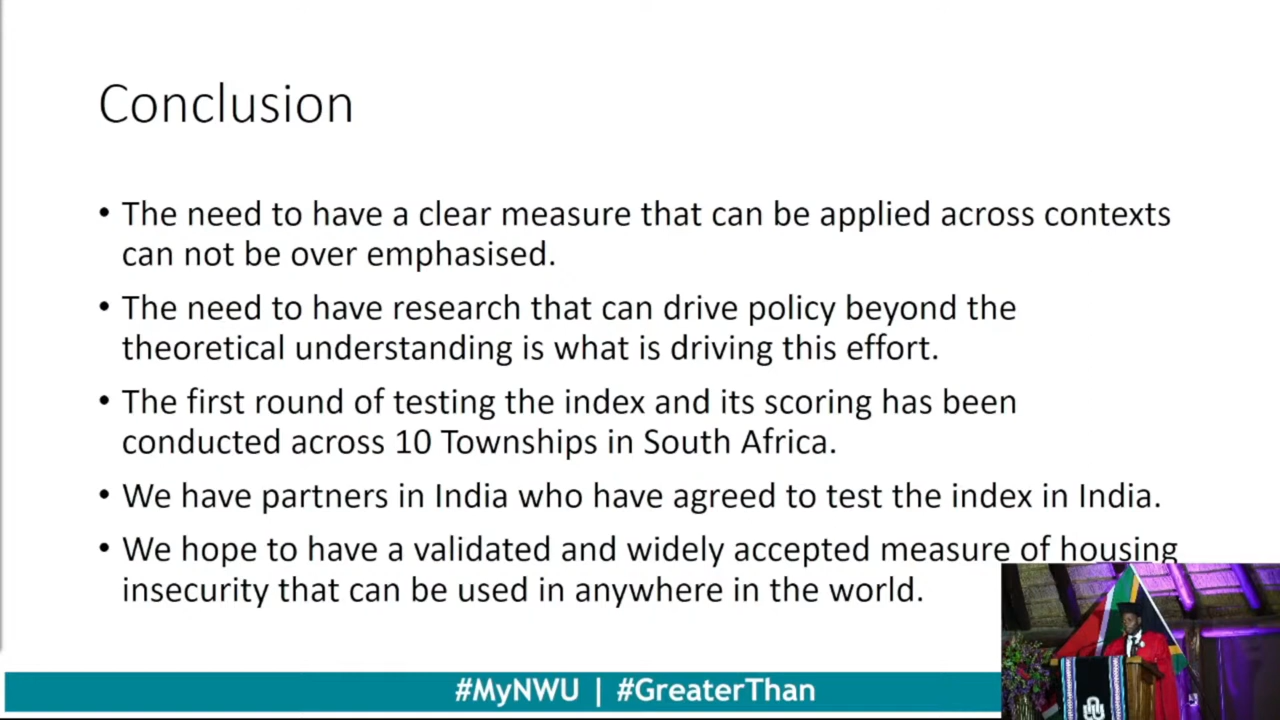 Conclusion
• The need to have a clear measure that can be applied across contexts
can not be over emphasised.
• The need to have research that can drive policy beyond the
theoretical understanding is what is driving this effort.
• The first round of testing the index and its scoring has been
conducted across 10 Townships in South Africa.
• We have partners in India who have agreed to test the index in India.
• We hope to have a validated and widely accepted measure of housing
insecurity that can be used in anywhere in the world.
#MyNWU | #GreaterThan